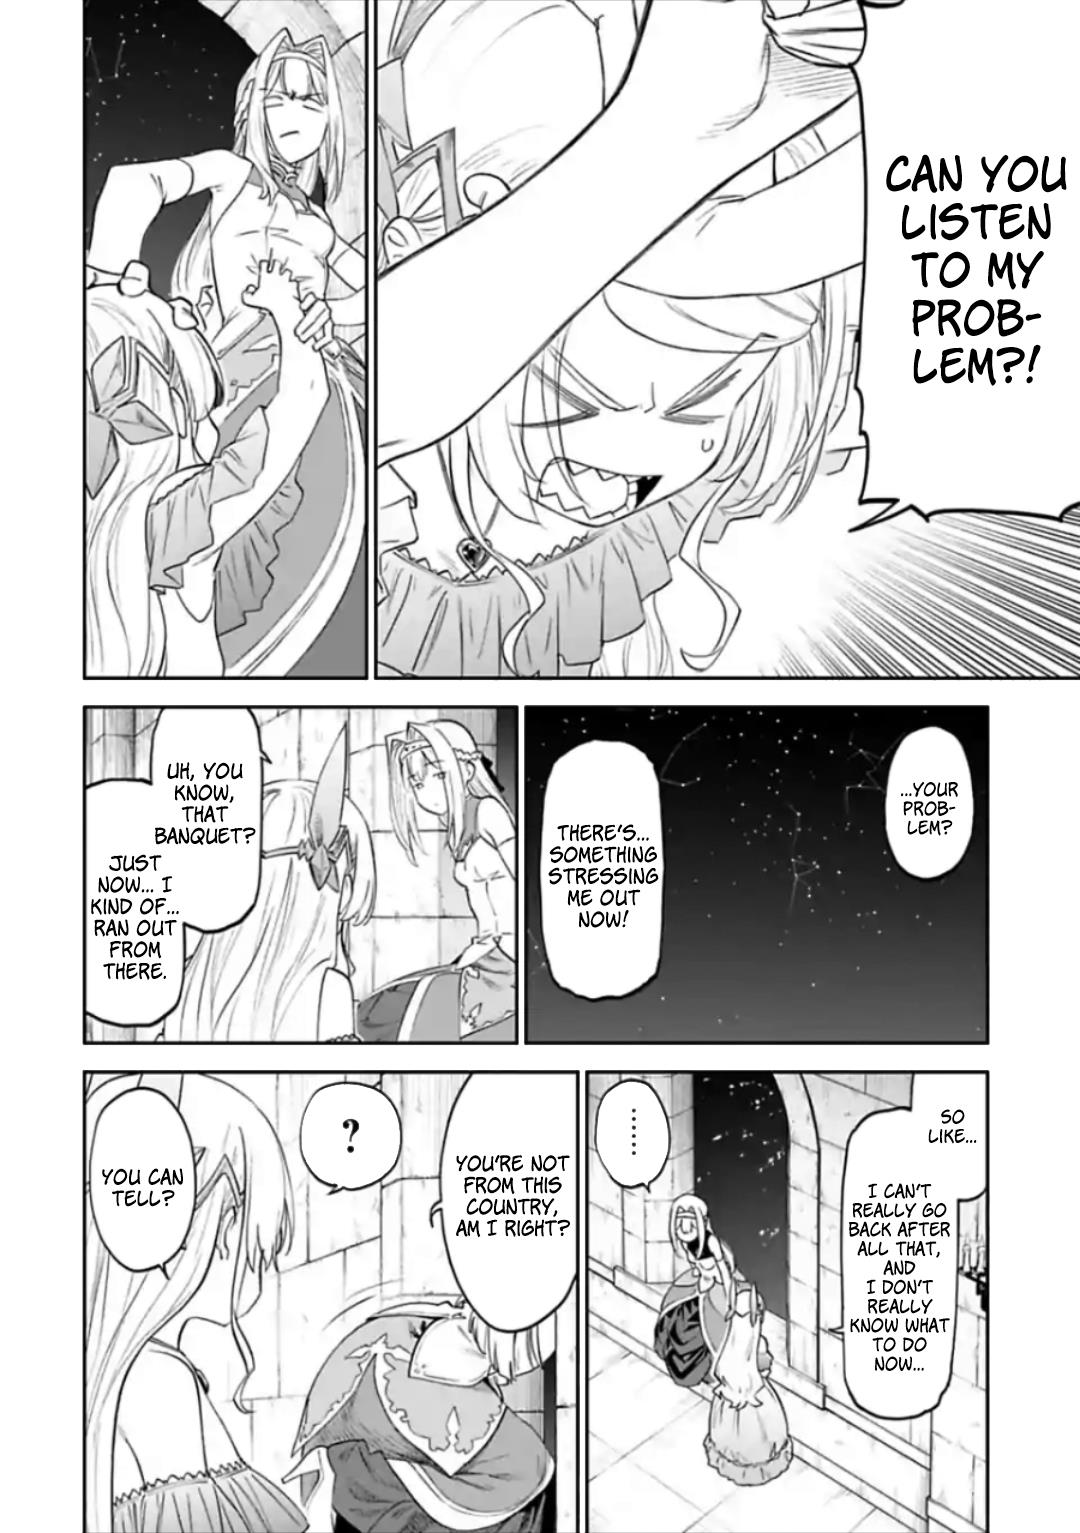 CAN YOU
LISTEN
TO MY
PROB-
LEM?!
...YOUR
PROB-
LEM?
THERE'S...
SOMETHING
STRESSING
ME OUT
NOW!
UH, YOU
KNOW,
THAT
BANQUET?
JUST
NOW... I
KIND OF...
RAN OUT
FROM
THERE.
SO
LIKE...
I CAN'T
REALLY GO
BACK AFTER
ALL THAT,
AND
I DON'T
REALLY
KNOW WHAT
TO DO
NOW...
......
YOU'RE NOT
FROM THIS
COUNTRY,
AM I RIGHT?
?
YOU CAN
TELL?